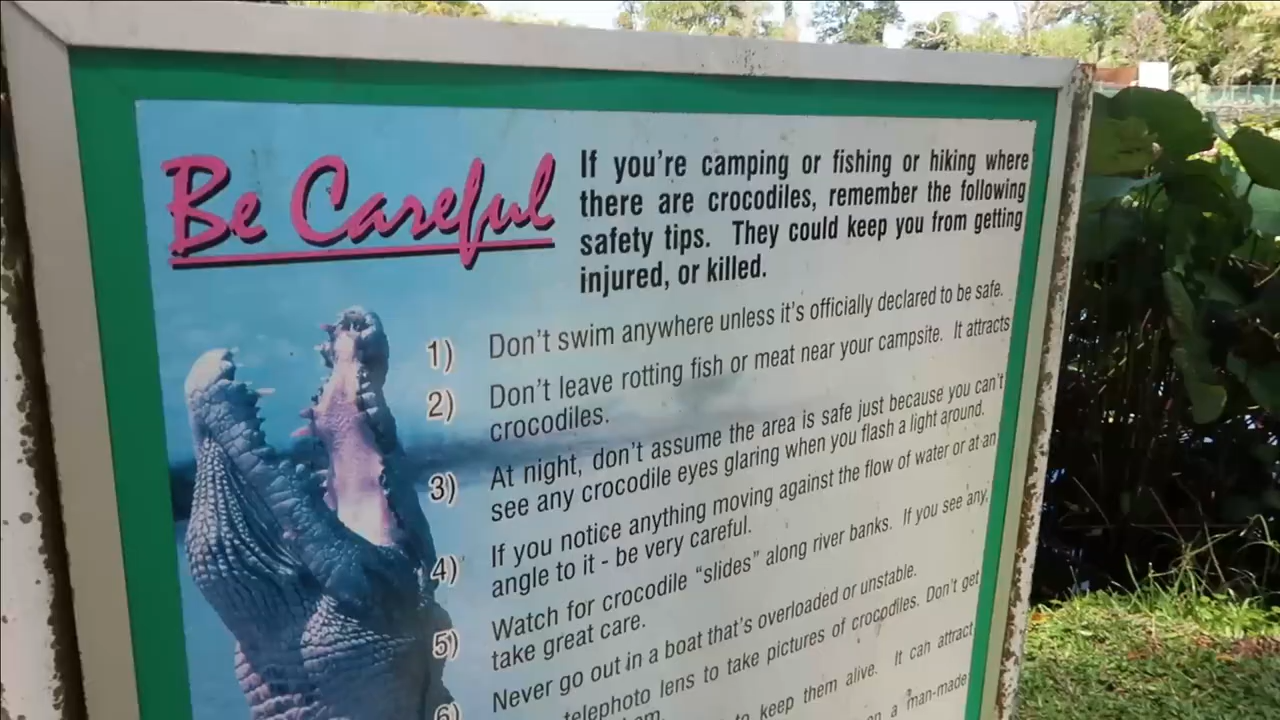 Be Careful
If you're camping or fishing or hiking where
there are crocodiles, remember the following
safety tips. They could keep you from getting
injured, or killed.
1) Don't swim anywhere unless it's officially declared to be safe.
2) Don't leave rotting fish or meat near your campsite. It attracts
crocodiles.
3) At night, don't assume the area is safe just because you can't
see any crocodile eyes glaring when you flash a light around.
4) If you notice anything moving against the flow of water or at an
angle to it - be very careful.
5) Watch for crocodile "slides" along river banks. If you see any,
take great care.
6) Never go out in a boat that's overloaded or unstable.
telephoto lens to take pictures of crocodiles. Don't get
to keep them alive. It can attract
on a man-made